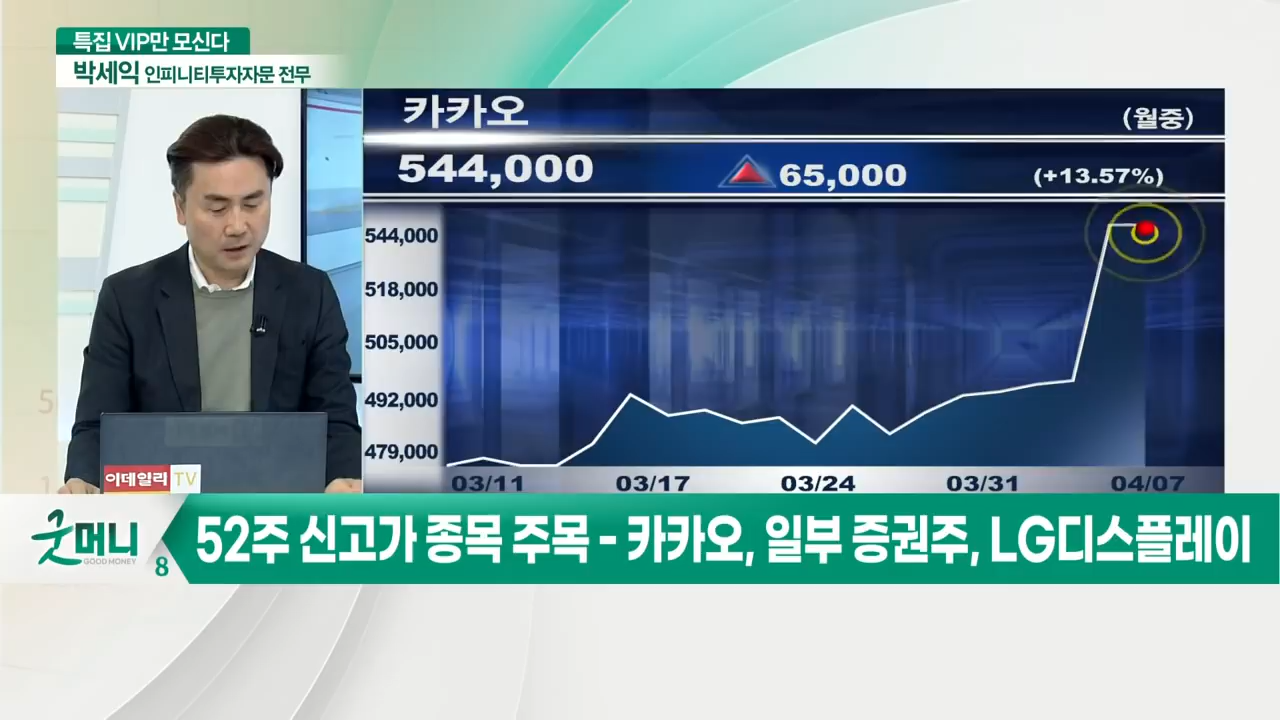 특집 VIP만 모신다
박세익 인피니티투자자문 전무
카카오 (월중)
544,000 65,000 (+13.57%)
544,000
518,000
505,000
492,000
479,000
03/11 03/17 03/24 03/31 04/07
이데일리TV
굿머니
GOOD MONEY
8
52주 신고가 종목 주목 - 카카오, 일부 증권주, LG디스플레이